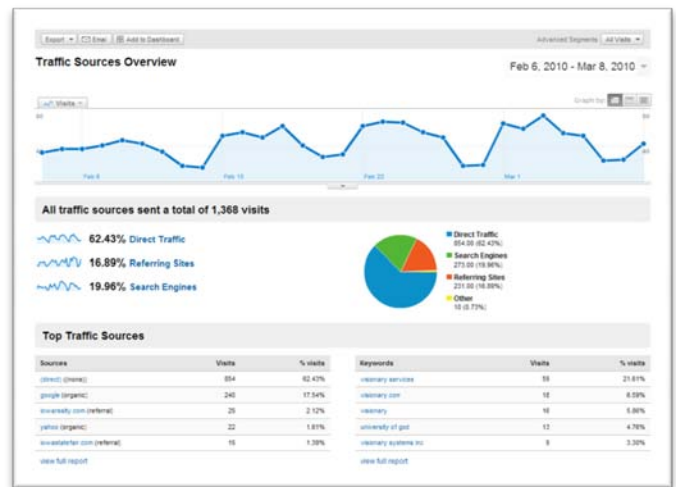 Export Email Add to Dashboard Advanced Segments: All Visits
Traffic Sources Overview
Feb 6, 2010 - Mar 8, 2010
Visits Graph by:
Feb 8 Feb 15 Feb 22 Mar 1
All traffic sources sent a total of 1,368 visits
62.43% Direct Traffic
16.89% Referring Sites
19.96% Search Engines
Direct Traffic
854.00 (62.43%)
Search Engines
273.00 (19.96%)
Referring Sites
231.00 (16.89%)
Other
10 (0.73%)
Top Traffic Sources
Sources Visits % visits
(direct) ((none)) 854 62.43%
google (organic) 240 17.54%
iowarealty.com (referral) 2.12%
yahoo (organic) 22 1.61%
iowastatefair.com (referral)
view full report
Keywords Visits % visits
visionary services 59 21.61%
visionary.com 18 6.59%
visionary 16 5.86%
university of god 13 4.76%
visionary systems inc 9 3.30%
view full report